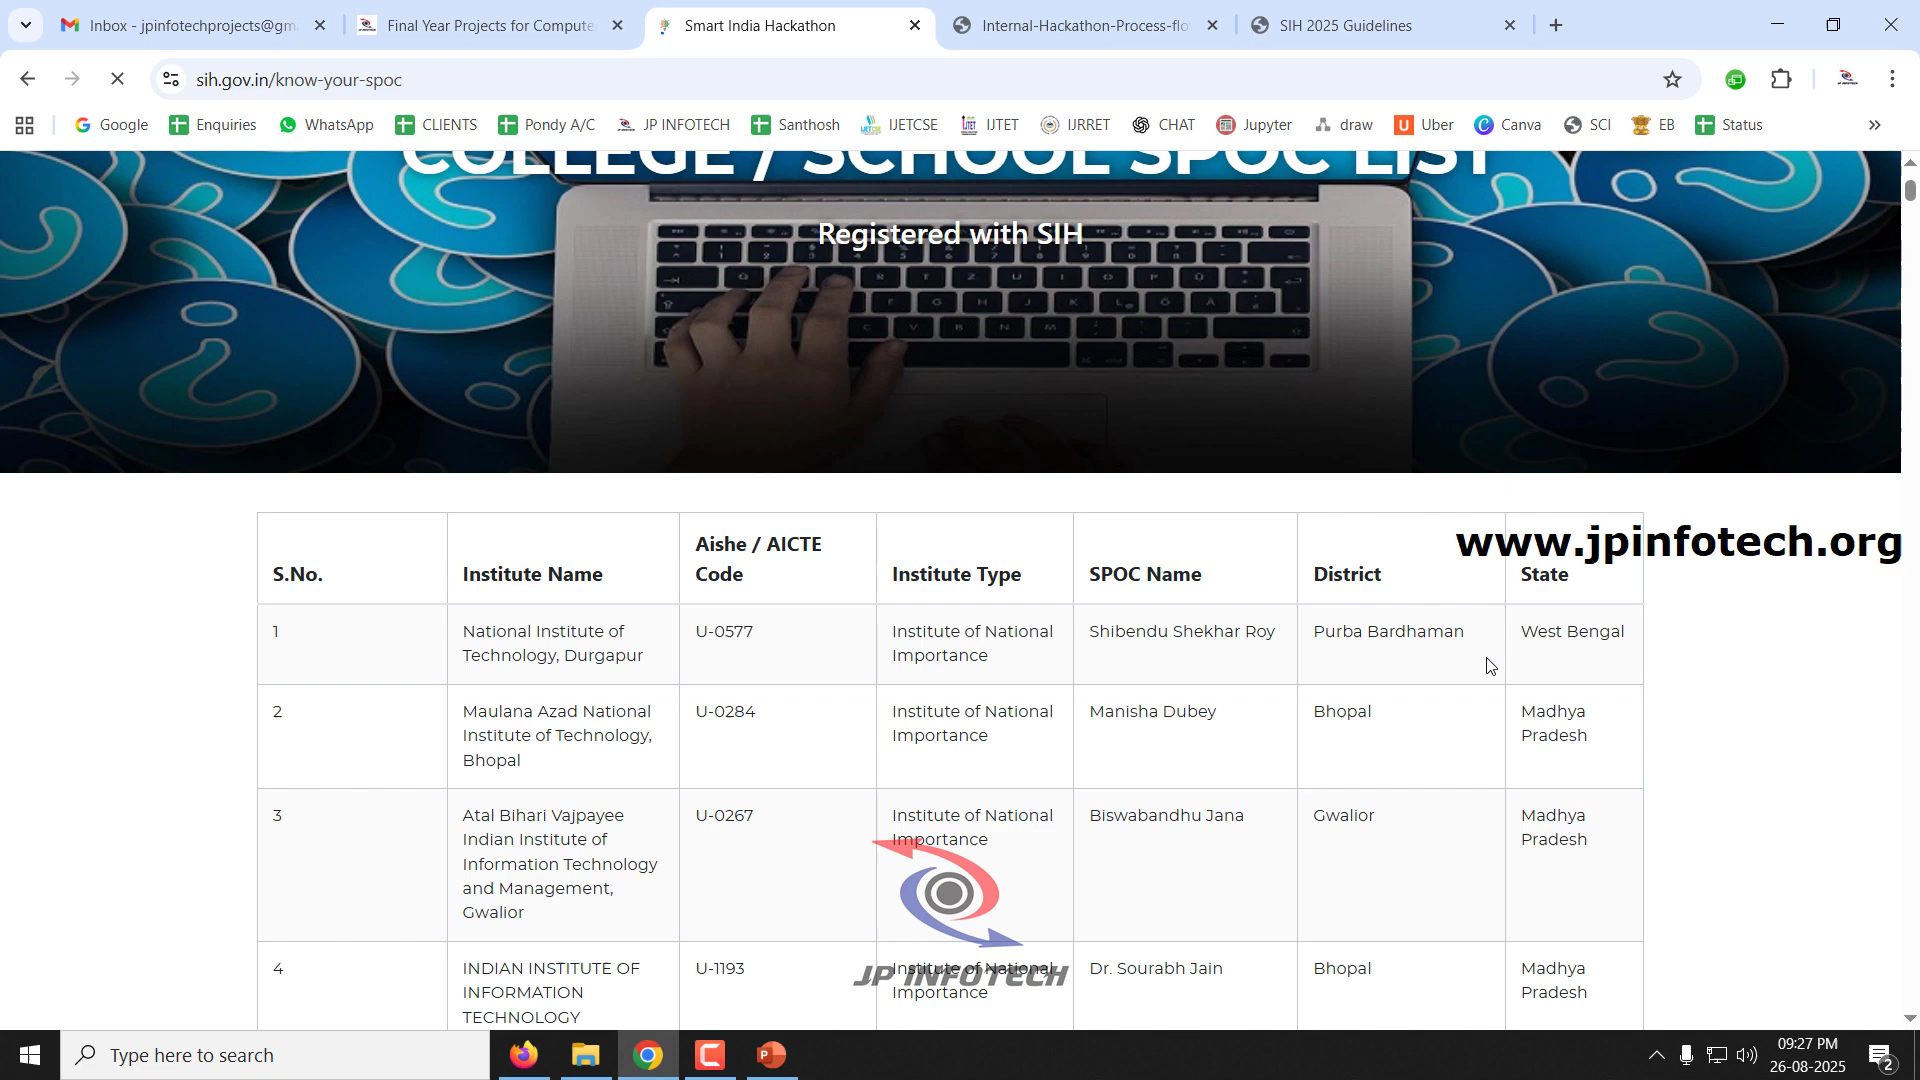 Inbox - jpinfotechprojects@gm
Final Year Projects for Compute
Smart India Hackathon
Internal-Hackathon-Process-flo
SIH 2025 Guidelines
sih.gov.in/know-your-spoc
Google
Enquiries
WhatsApp
CLIENTS
Pondy A/C
JP INFOTECH
Santhosh
IJETCSE
IJTET
IJRRET
CHAT
Jupyter
draw
Uber
Canva
SCI
EB
Status
COLLEGE / SCHOOL SPOC LIST
Registered with SIH
www.jpinfotech.org
S.No.
Institute Name
Aishe / AICTE
Code
Institute Type
SPOC Name
District
State
1
National Institute of
Technology, Durgapur
U-0577
Institute of National
Importance
Shibendu Shekhar Roy
Purba Bardhaman
West Bengal
2
Maulana Azad National
Institute of Technology,
Bhopal
U-0284
Institute of National
Importance
Manisha Dubey
Bhopal
Madhya
Pradesh
3
Atal Bihari Vajpayee
Indian Institute of
Information Technology
and Management,
Gwalior
U-0267
Institute of National
Importance
Biswabandhu Jana
Gwalior
Madhya
Pradesh
4
INDIAN INSTITUTE OF
INFORMATION
TECHNOLOGY
U-1193
Institute of National
Importance
Dr. Sourabh Jain
Bhopal
Madhya
Pradesh
JP INFOTECH
Type here to search
09:27 PM
26-08-2025
2